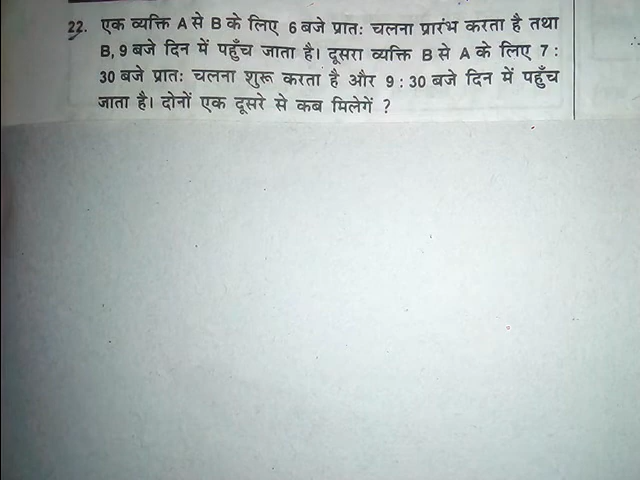 22. एक व्यक्ति A से B के लिए 6 बजे प्रातः चलना प्रारंभ करता है तथा
B, 9 बजे दिन में पहुँच जाता है। दूसरा व्यक्ति B से A के लिए 7 :
30 बजे प्रातः चलना शुरू करता है और 9 : 30 बजे दिन में पहुँच
जाता है। दोनों एक दूसरे से कब मिलेगें ?